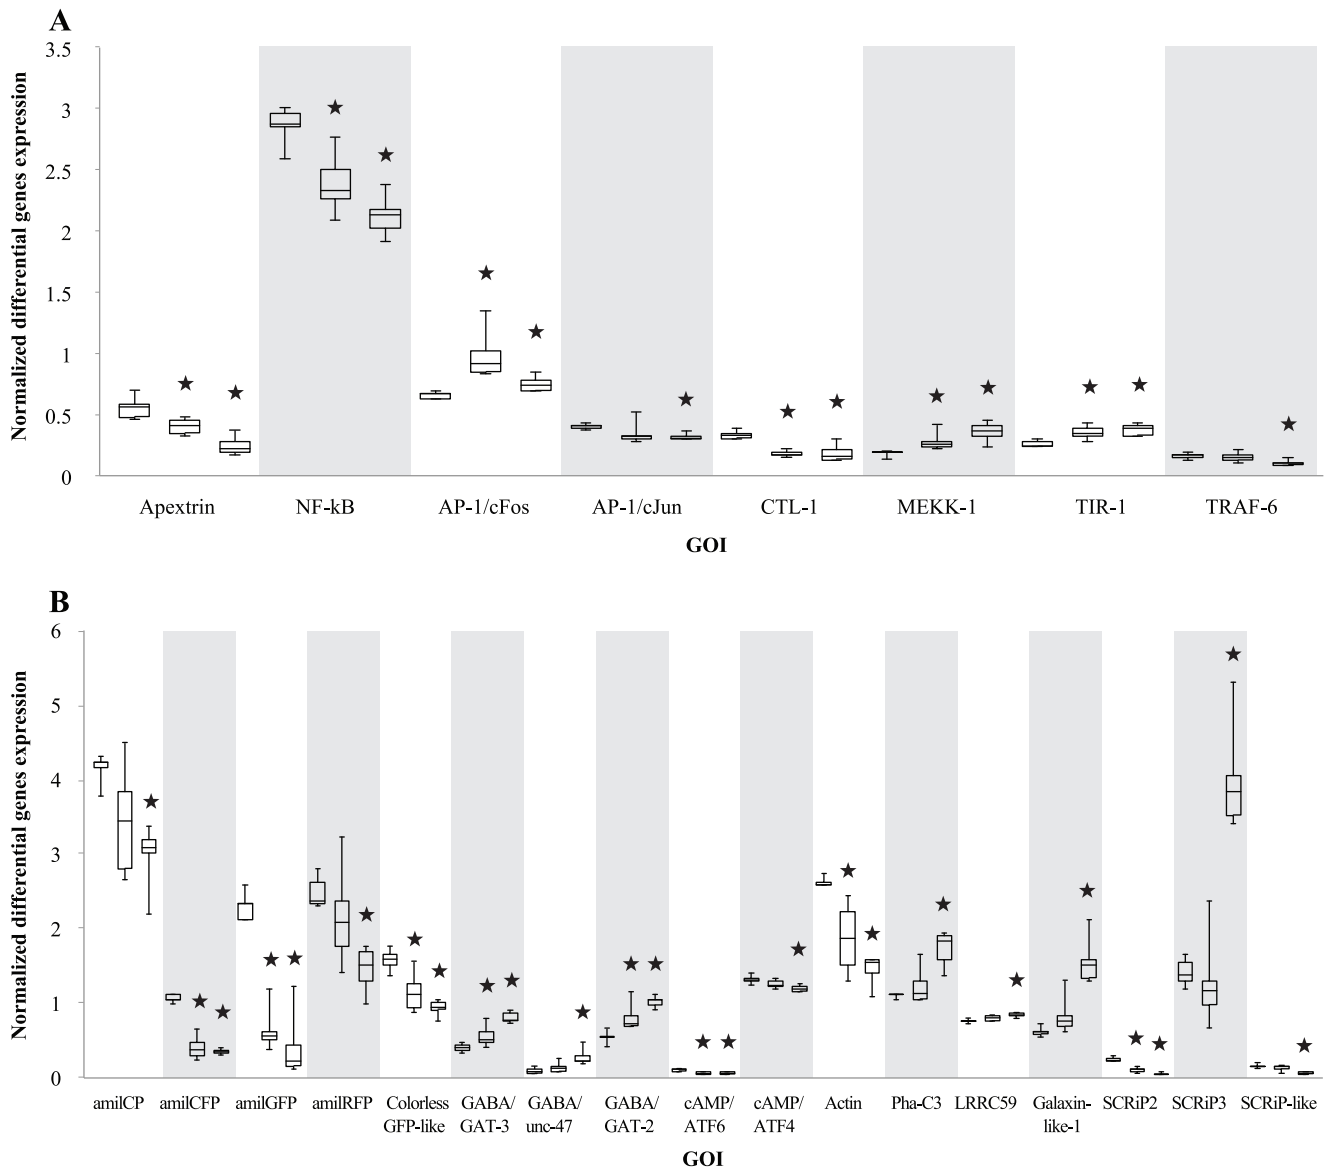 A
Normalized differential genes expression
3.5
3
2.5
2
1.5
1
0.5
0
Apextrin NF-kB AP-1/cFos AP-1/cJun CTL-1 MEKK-1 TIR-1 TRAF-6
GOI
B
Normalized differential genes expression
6
5
4
3
2
1
0
amilCP amilCFP amilGFP amilRFP Colorless GABA/ GABA/ GABA/ cAMP/ cAMP/ Actin Pha-C3 LRRC59 Galaxin- SCRiP2 SCRiP3 SCRiP-like
GFP-like GAT-3 unc-47 GAT-2 ATF6 ATF4 like-1
GOI